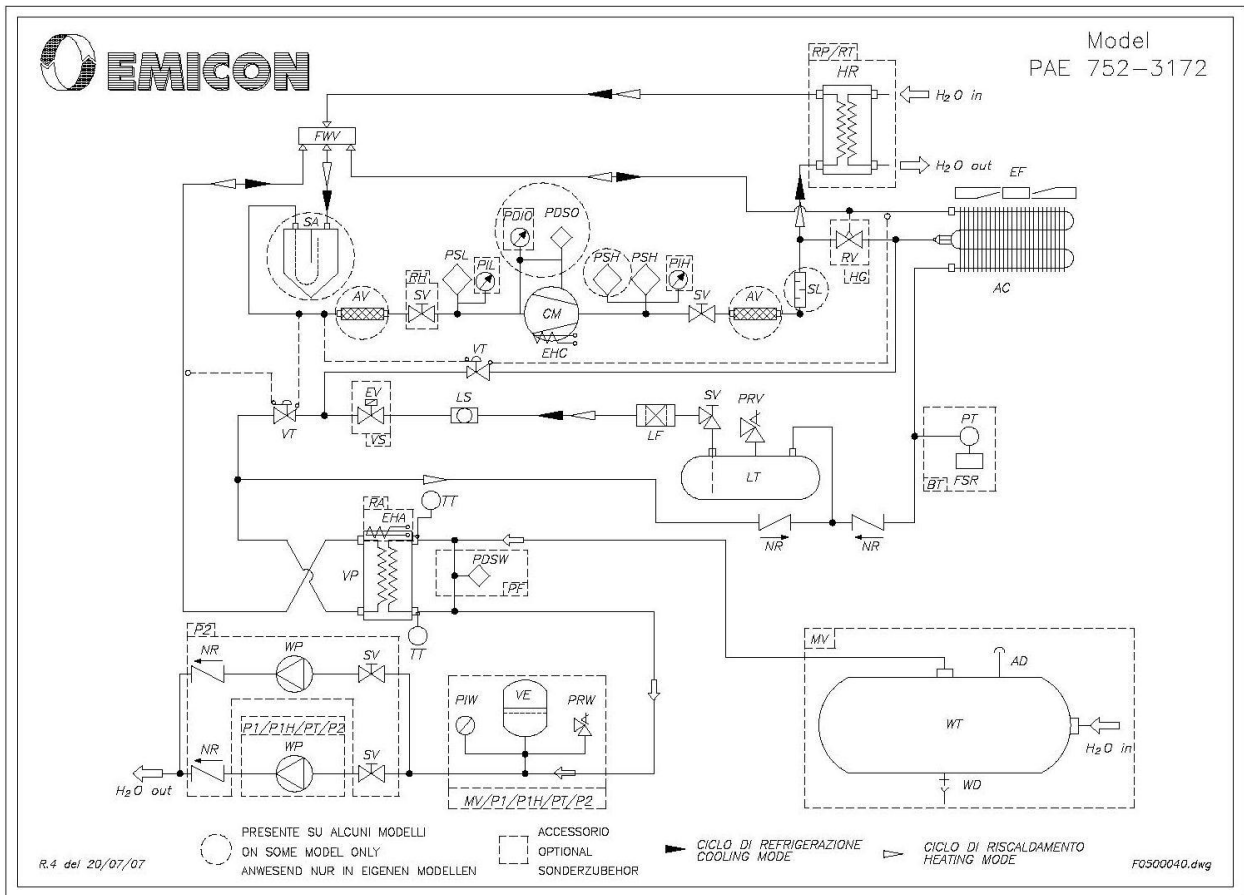 EMICON
Model
PAE 752-3172
RP/RT
HR
H2O in
H2O out
FWV
EF
SA
PDIO
PDSO
PSL
PIL
PSH
PSH
PIH
RH
SV
AV
CM
EHC
SV
AV
SL
RV
HG
AC
VT
VT
EV
VS
LS
LF
SV
PRV
LT
PT
FSR
BT
NR
NR
RA
EHA
TT
VP
PDSW
PF
TT
P2
NR
WP
SV
P1/P1H/PT/P2
NR
WP
SV
H2O out
PIW
VE
PRW
MV/P1/P1H/PT/P2
MV
AD
WT
H2O in
WD
PRESENTE SU ALCUNI MODELLI
ON SOME MODEL ONLY
ANWESEND NUR IN EIGENEN MODELLEN
ACCESSORIO
OPTIONAL
SONDERZUBEHOR
CICLO DI REFRIGERAZIONE
COOLING MODE
CICLO DI RISCALDAMENTO
HEATING MODE
R.4 del 20/07/07
F0500040.dwg